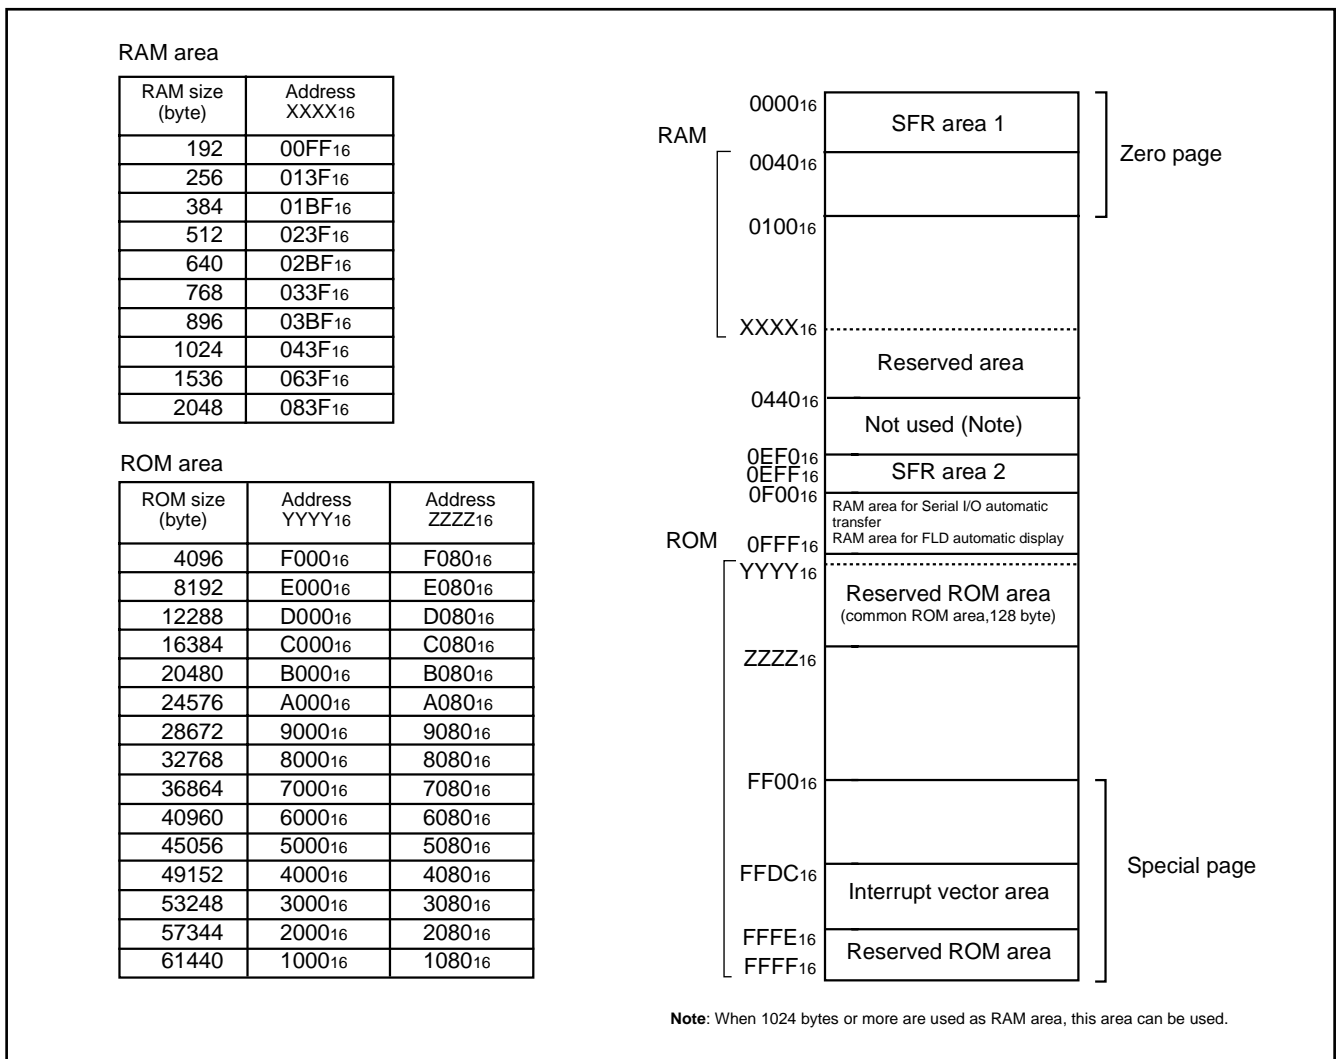 RAM area
RAM size (byte) Address XXXX16
192 00FF16
256 013F16
384 01BF16
512 023F16
640 02BF16
768 033F16
896 03BF16
1024 043F16
1536 063F16
2048 083F16
ROM area
ROM size (byte) Address YYYY16 Address ZZZZ16
4096 F00016 F08016
8192 E00016 E08016
12288 D00016 D08016
16384 C00016 C08016
20480 B00016 B08016
24576 A00016 A08016
28672 900016 908016
32768 800016 808016
36864 700016 708016
40960 600016 608016
45056 500016 508016
49152 400016 408016
53248 300016 308016
57344 200016 208016
61440 100016 108016
RAM
ROM
000016
SFR area 1
004016
Zero page
010016
XXXX16
Reserved area
044016
Not used (Note)
0EF016
0EFF16
SFR area 2
0F0016
RAM area for Serial I/O automatic
transfer
RAM area for FLD automatic display
0FFF16
YYYY16
Reserved ROM area
(common ROM area,128 byte)
ZZZZ16
FF0016
Special page
FFDC16
Interrupt vector area
FFFE16
Reserved ROM area
FFFF16
Note: When 1024 bytes or more are used as RAM area, this area can be used.